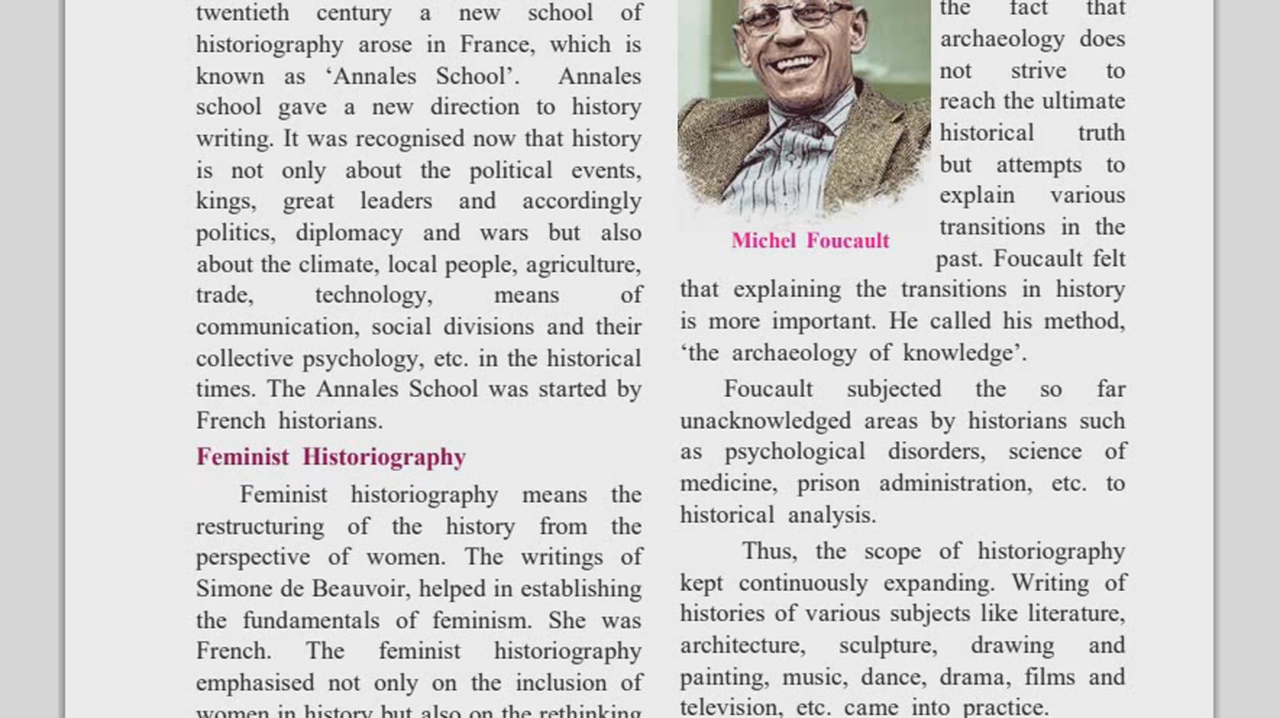 twentieth century a new school of
historiography arose in France, which is
known as ‘Annales School’. Annales
school gave a new direction to history
writing. It was recognised now that history
is not only about the political events,
kings, great leaders and accordingly
politics, diplomacy and wars but also
about the climate, local people, agriculture,
trade, technology, means of
communication, social divisions and their
collective psychology, etc. in the historical
times. The Annales School was started by
French historians.
Feminist Historiography
Feminist historiography means the
restructuring of the history from the
perspective of women. The writings of
Simone de Beauvoir, helped in establishing
the fundamentals of feminism. She was
French. The feminist historiography
emphasised not only on the inclusion of
women in history but also on the rethinking
the fact that
archaeology does
not strive to
reach the ultimate
historical truth
but attempts to
explain various
transitions in the
Michel Foucault
past. Foucault felt
that explaining the transitions in history
is more important. He called his method,
‘the archaeology of knowledge’.
Foucault subjected the so far
unacknowledged areas by historians such
as psychological disorders, science of
medicine, prison administration, etc. to
historical analysis.
Thus, the scope of historiography
kept continuously expanding. Writing of
histories of various subjects like literature,
architecture, sculpture, drawing and
painting, music, dance, drama, films and
television, etc. came into practice.